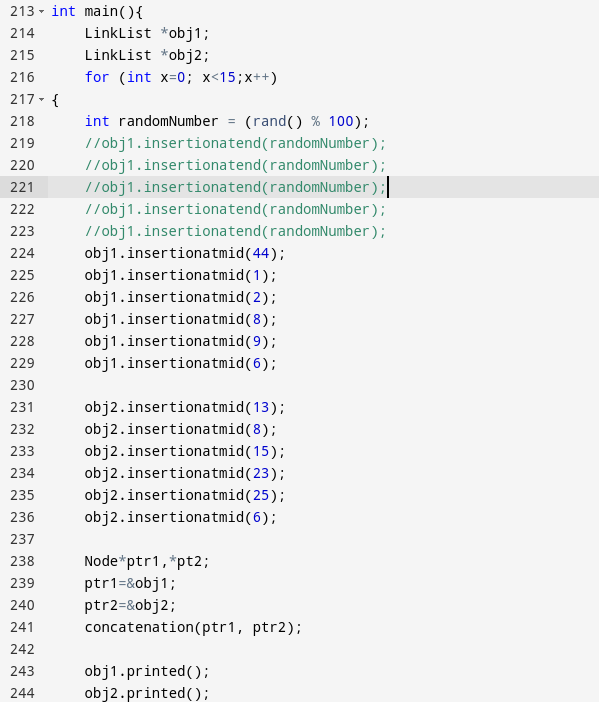 213 int main(){
214     LinkList *obj1;
215     LinkList *obj2;
216     for (int x=0; x<15;x++)
217 {
218     int randomNumber = (rand() % 100);
219     //obj1.insertionatend(randomNumber);
220     //obj1.insertionatend(randomNumber);
221     //obj1.insertionatend(randomNumber);
222     //obj1.insertionatend(randomNumber);
223     //obj1.insertionatend(randomNumber);
224     obj1.insertionatmid(44);
225     obj1.insertionatmid(1);
226     obj1.insertionatmid(2);
227     obj1.insertionatmid(8);
228     obj1.insertionatmid(9);
229     obj1.insertionatmid(6);
230
231     obj2.insertionatmid(13);
232     obj2.insertionatmid(8);
233     obj2.insertionatmid(15);
234     obj2.insertionatmid(23);
235     obj2.insertionatmid(25);
236     obj2.insertionatmid(6);
237
238     Node*ptr1,*pt2;
239     ptr1=&obj1;
240     ptr2=&obj2;
241     concatenation(ptr1, ptr2);
242
243     obj1.printed();
244     obj2.printed();